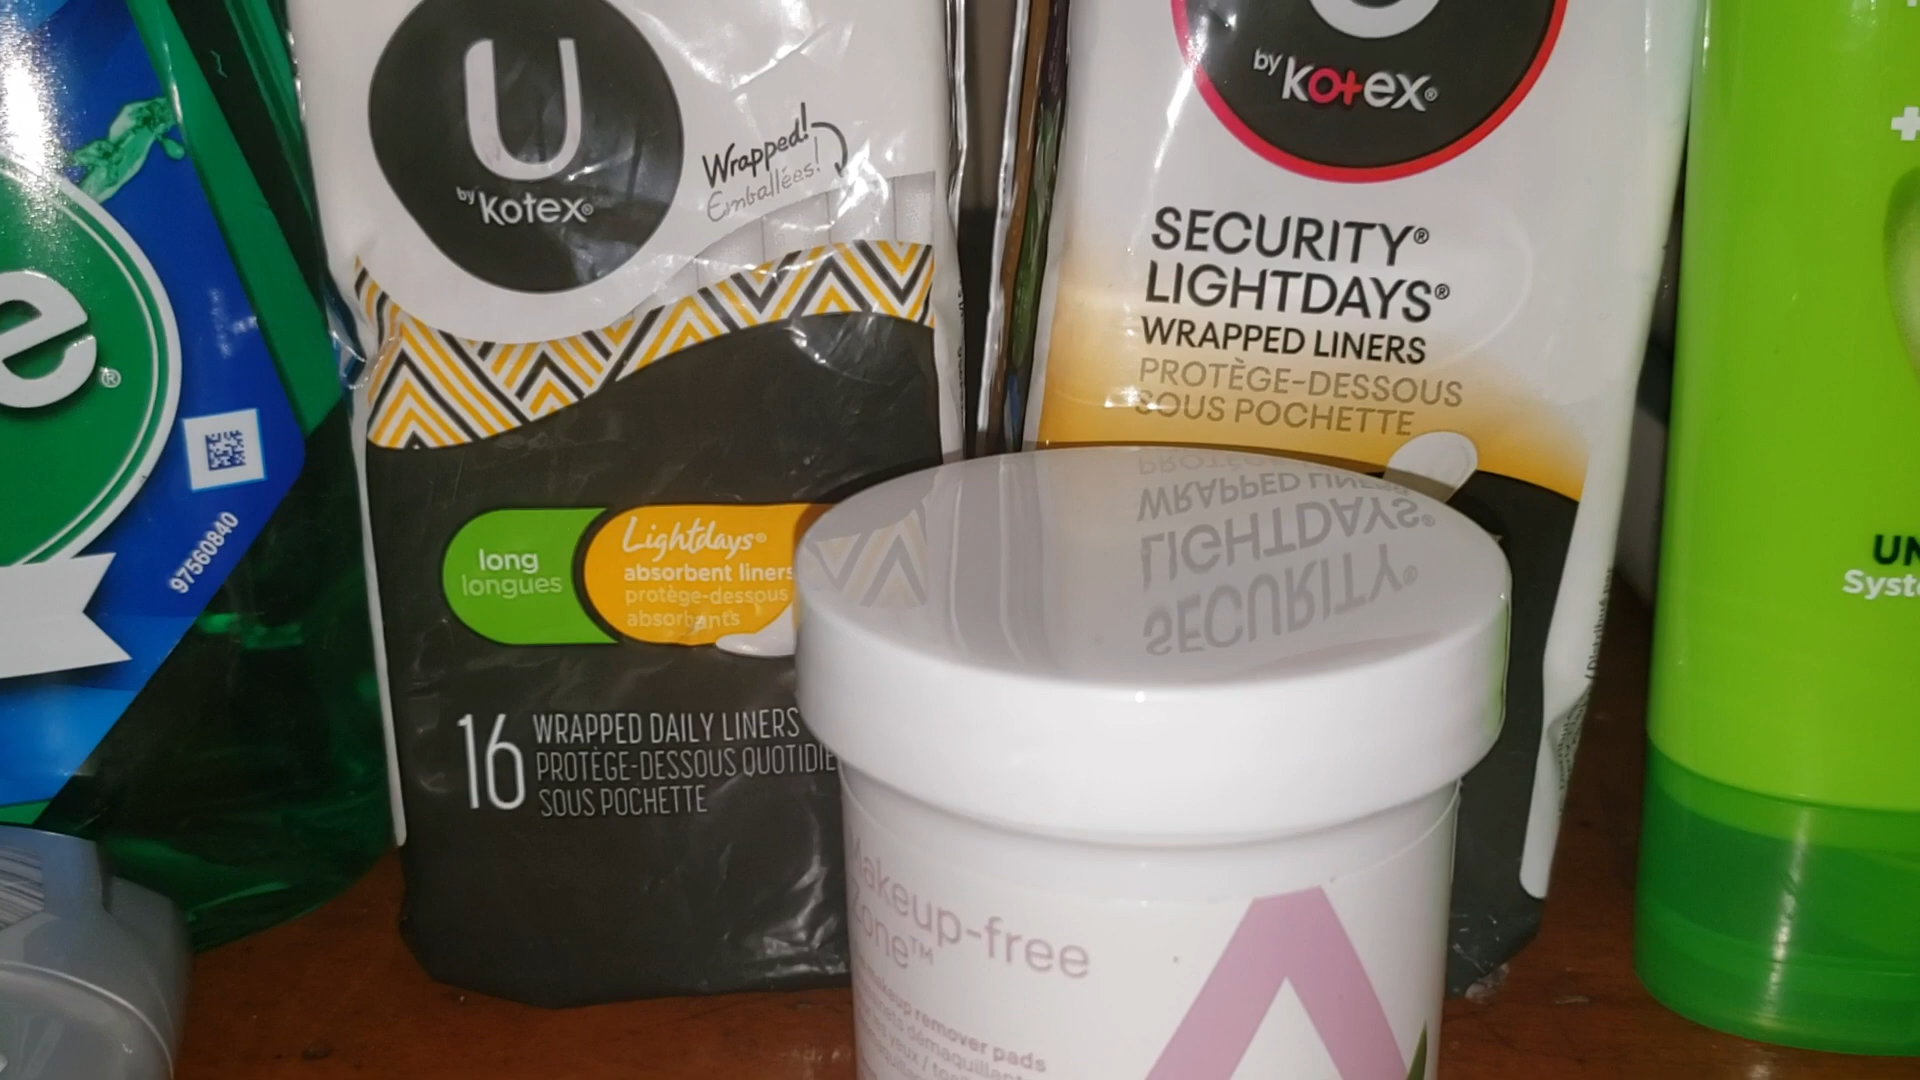 e®
97560840
U
by Kotex®
Wrapped!
Emballées!
long
longues
Lightdays®
absorbent liners
protège-dessous
absorbants
16
WRAPPED DAILY LINERS
PROTÈGE-DESSOUS QUOTIDIE
SOUS POCHETTE
by Kotex®
SECURITY®
LIGHTDAYS®
WRAPPED LINERS
PROTÈGE-DESSOUS
SOUS POCHETTE
Makeup-free
Zone™
makeup remover pads
UN
Syst